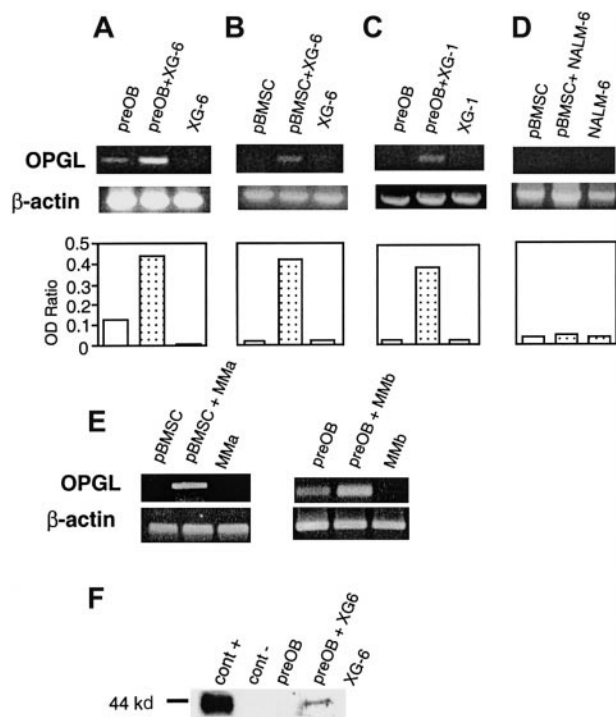 A B C D
preOB preOB+XG-6 XG-6 pBMSC pBMSC+XG-6 XG-6 preOB preOB+XG-1 XG-1 pBMSC pBMSC+ NALM-6 NALM-6
OPGL
β-actin
0.5
0.4
0.3
0.2
0.1
0
OD Ratio
E
pBMSC pBMSC + MMa MMa preOB preOB + MMb MMb
OPGL
β-actin
F
cont + cont - preOB preOB + XG6 XG-6
44 kd